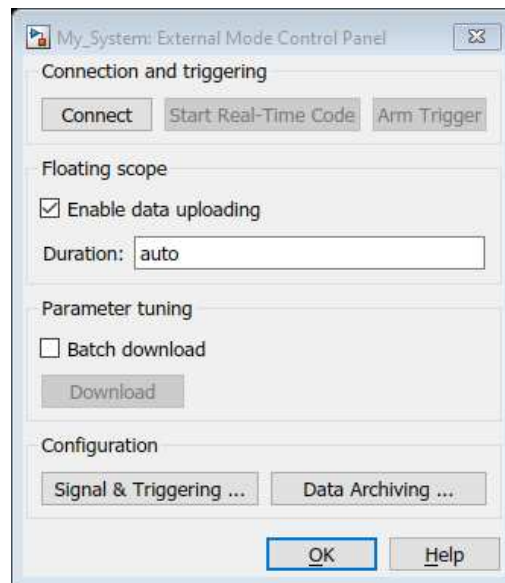 My_System: External Mode Control Panel
Connection and triggering
Connect Start Real-Time Code Arm Trigger
Floating scope
Enable data uploading
Duration: auto
Parameter tuning
Batch download
Download
Configuration
Signal & Triggering ... Data Archiving ...
OK Help